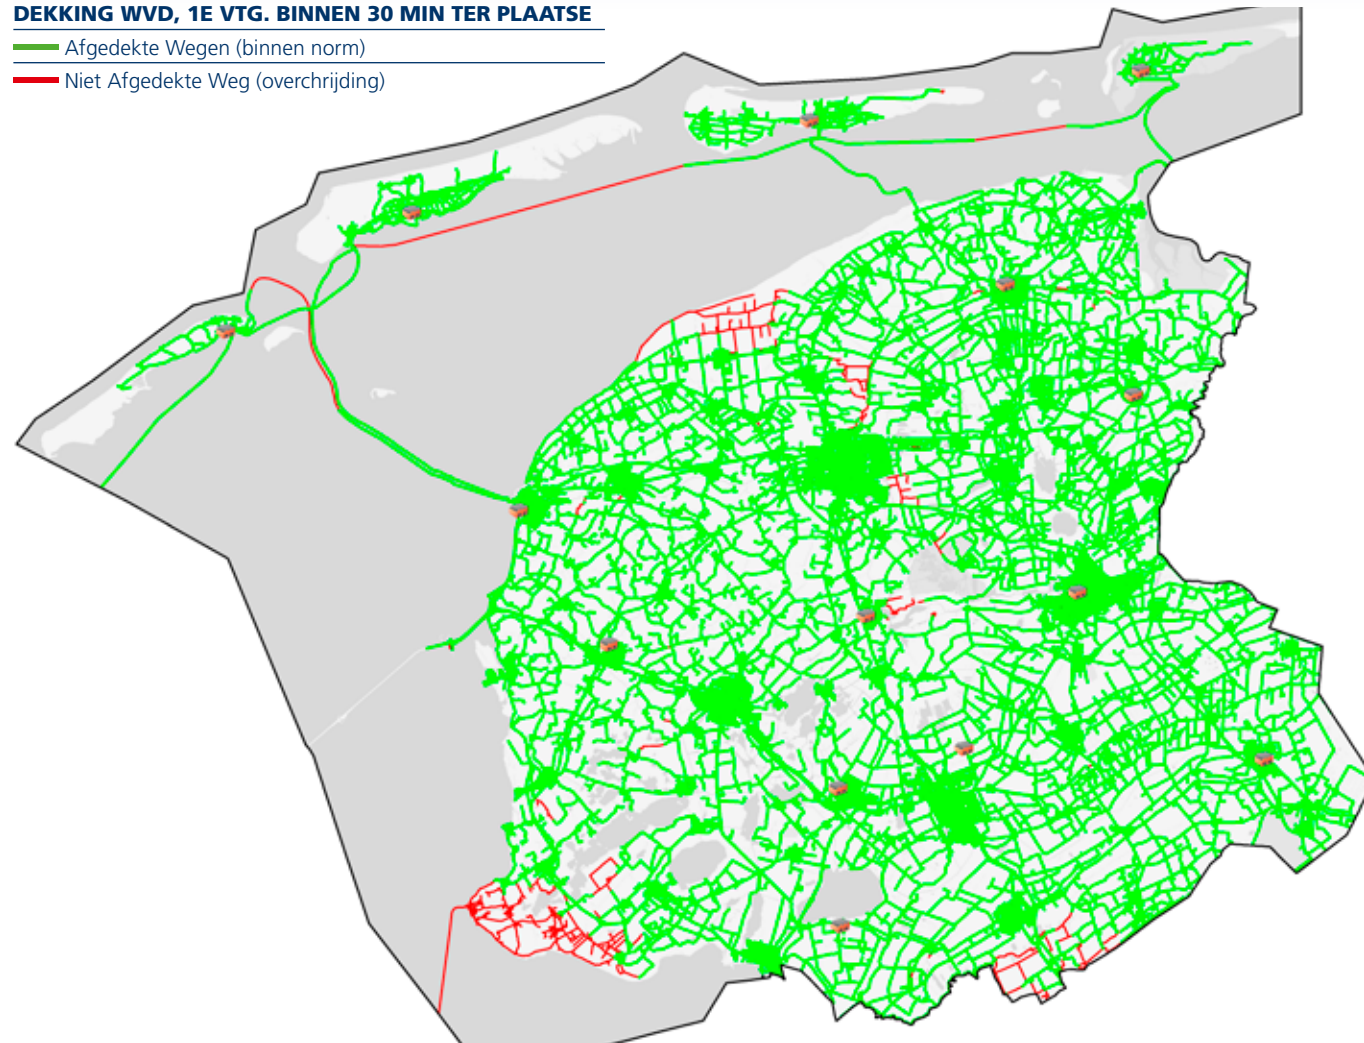 DEKKING WVD, 1E VTG. BINNEN 30 MIN TER PLAATSE
Afgedekte Wegen (binnen norm)
Niet Afgedekte Weg (overchrijding)